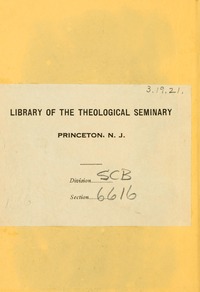 3.19.21.
LIBRARY OF THE THEOLOGICAL SEMINARY
PRINCETON. N. J.
Division SCB
Section 6616